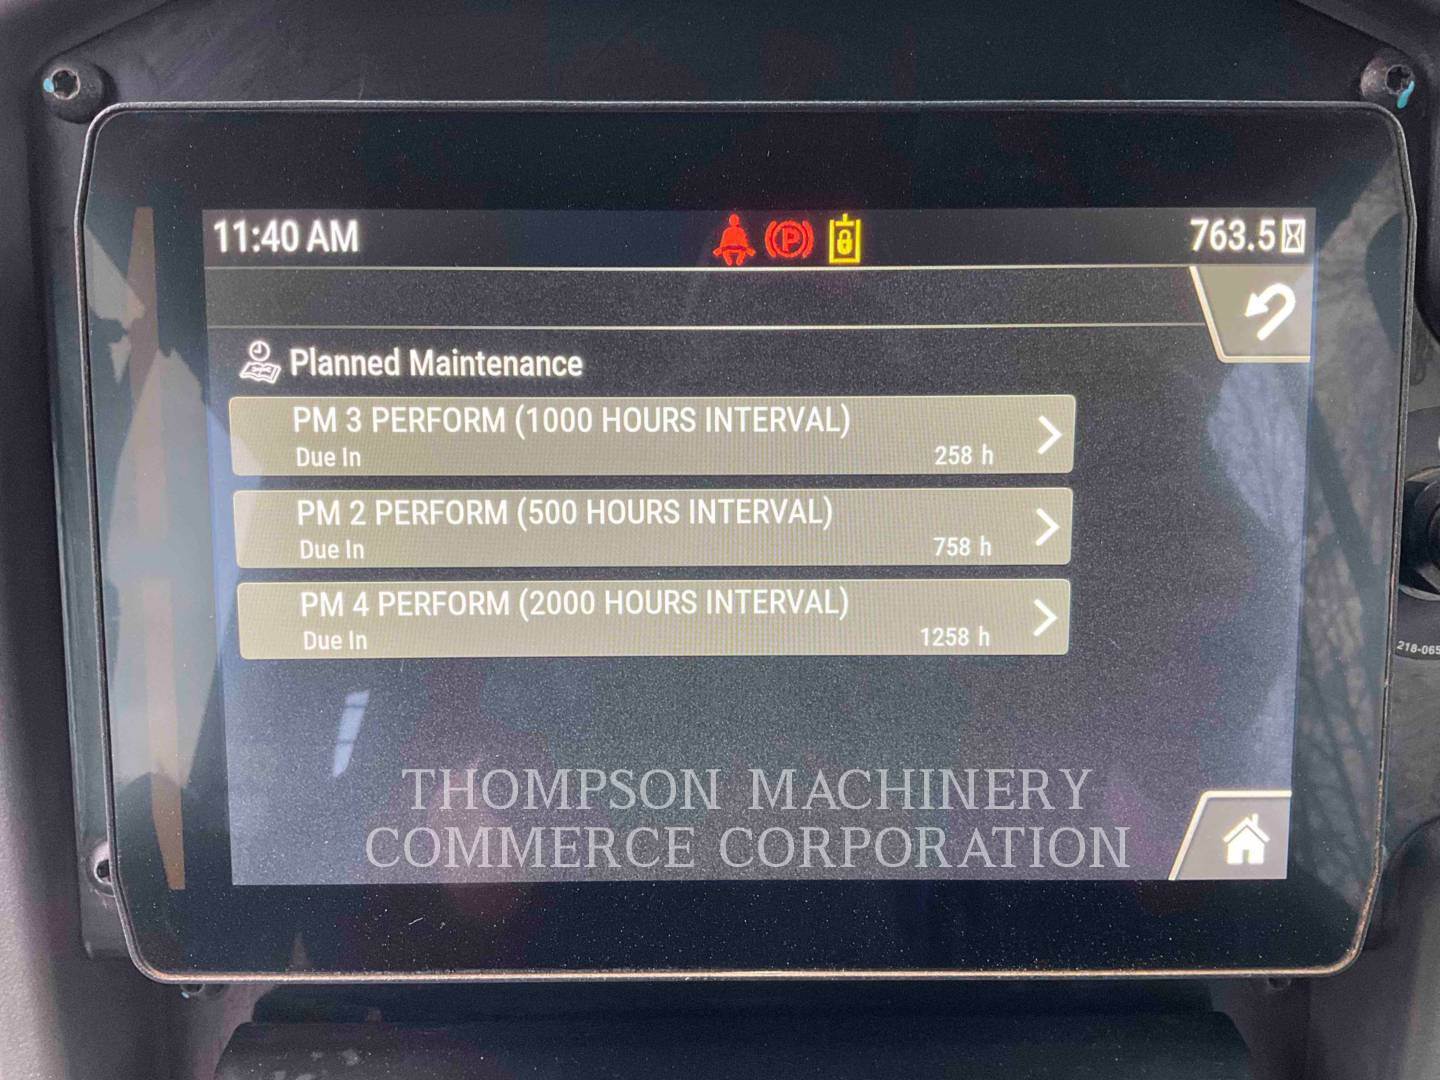 11:40 AM
763.5
Planned Maintenance
PM 3 PERFORM (1000 HOURS INTERVAL)
Due In 258 h
PM 2 PERFORM (500 HOURS INTERVAL)
Due In 758 h
PM 4 PERFORM (2000 HOURS INTERVAL)
Due In 1258 h
218-065
THOMPSON MACHINERY
COMMERCE CORPORATION